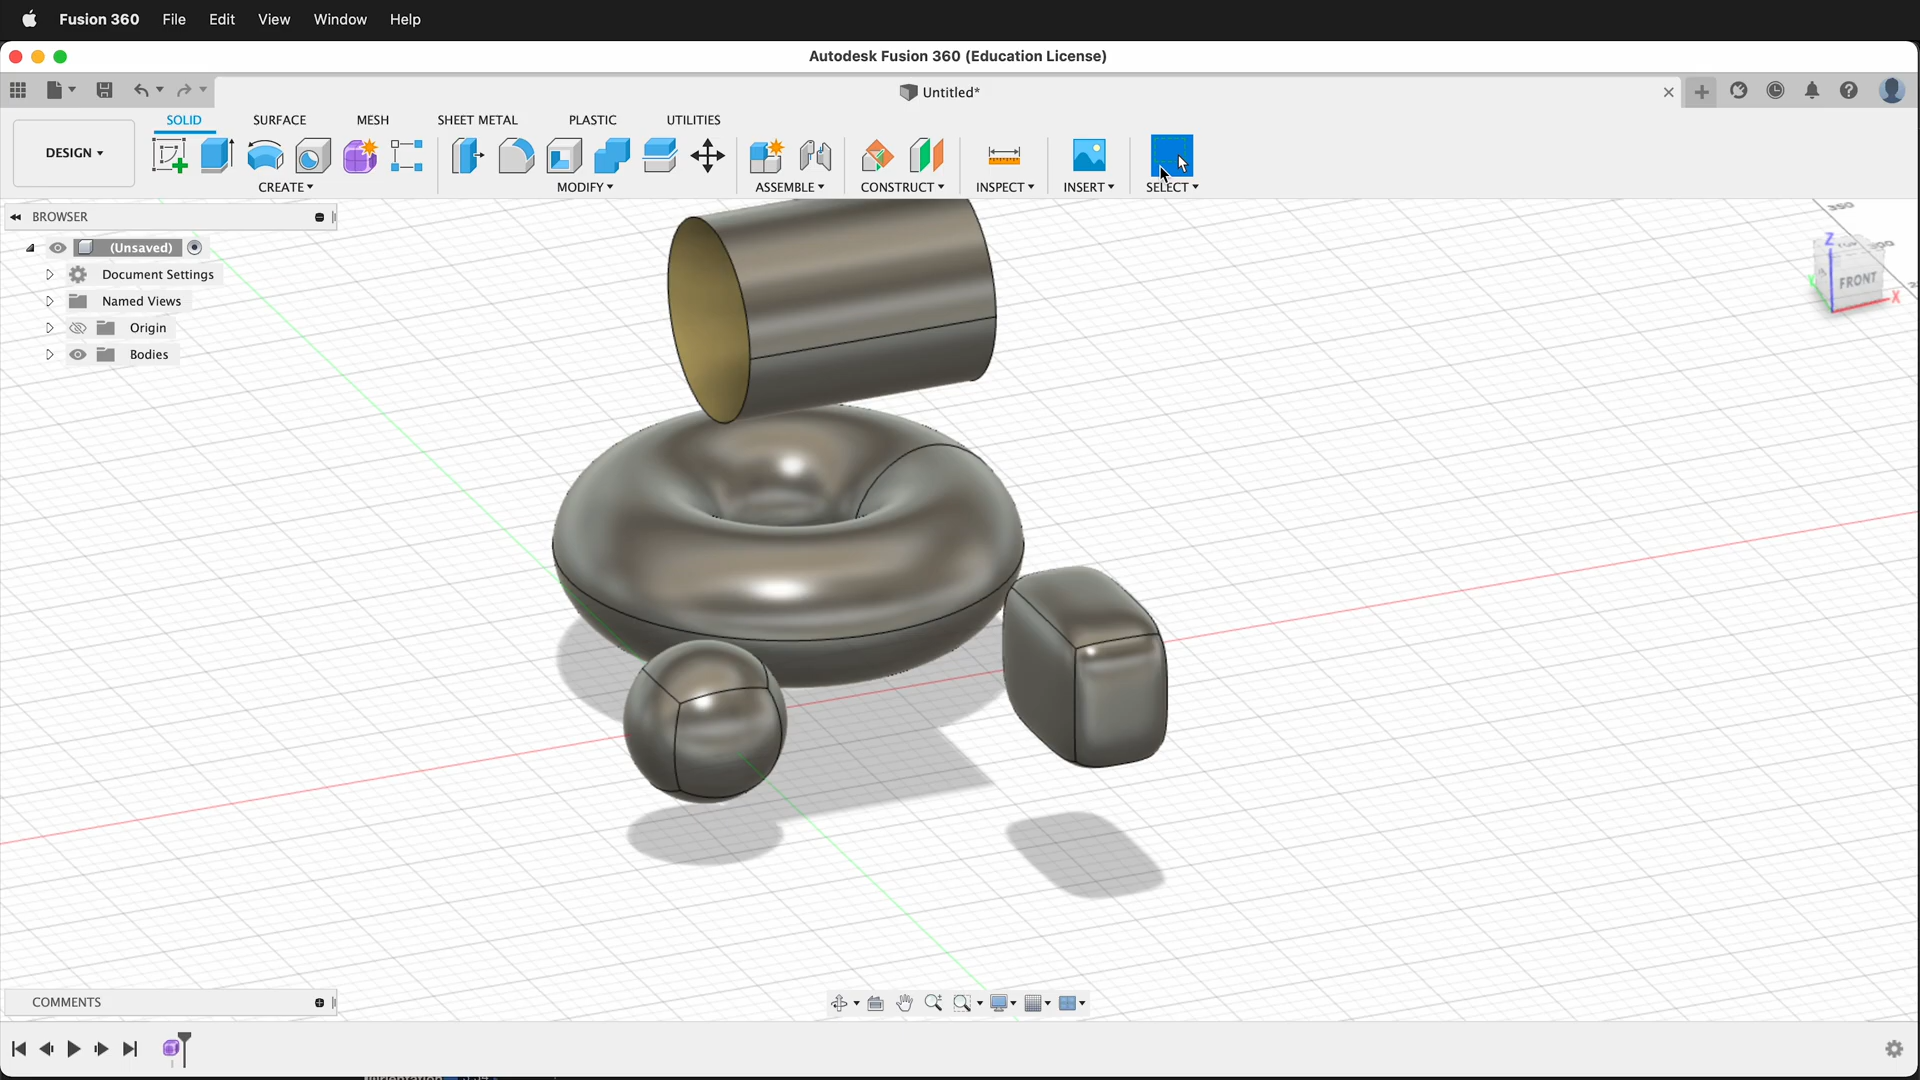 Fusion 360 File Edit View Window Help
Autodesk Fusion 360 (Education License)
Untitled*
SOLID SURFACE MESH SHEET METAL PLASTIC UTILITIES
DESIGN
CREATE MODIFY ASSEMBLE CONSTRUCT INSPECT INSERT SELECT
BROWSER
(Unsaved)
Document Settings
Named Views
Origin
Bodies
350
Z
FRONT
X
COMMENTS